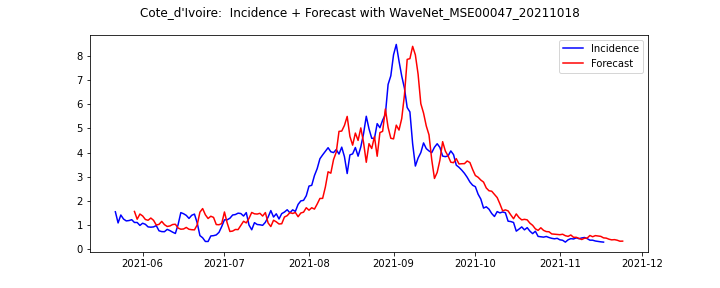 Cote_d'Ivoire:  Incidence + Forecast with WaveNet_MSE00047_20211018
Incidence
Forecast
8
7
6
5
4
3
2
1
0
2021-06 2021-07 2021-08 2021-09 2021-10 2021-11 2021-12